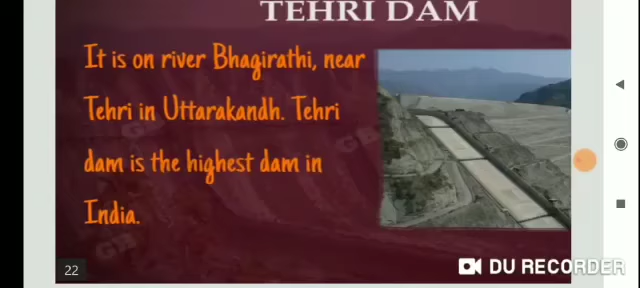 TEHRI DAM
It is on river Bhagirathi, near
Tehri in Uttarakandh. Tehri
dam is the highest dam in
India.
22
DU RECORDER